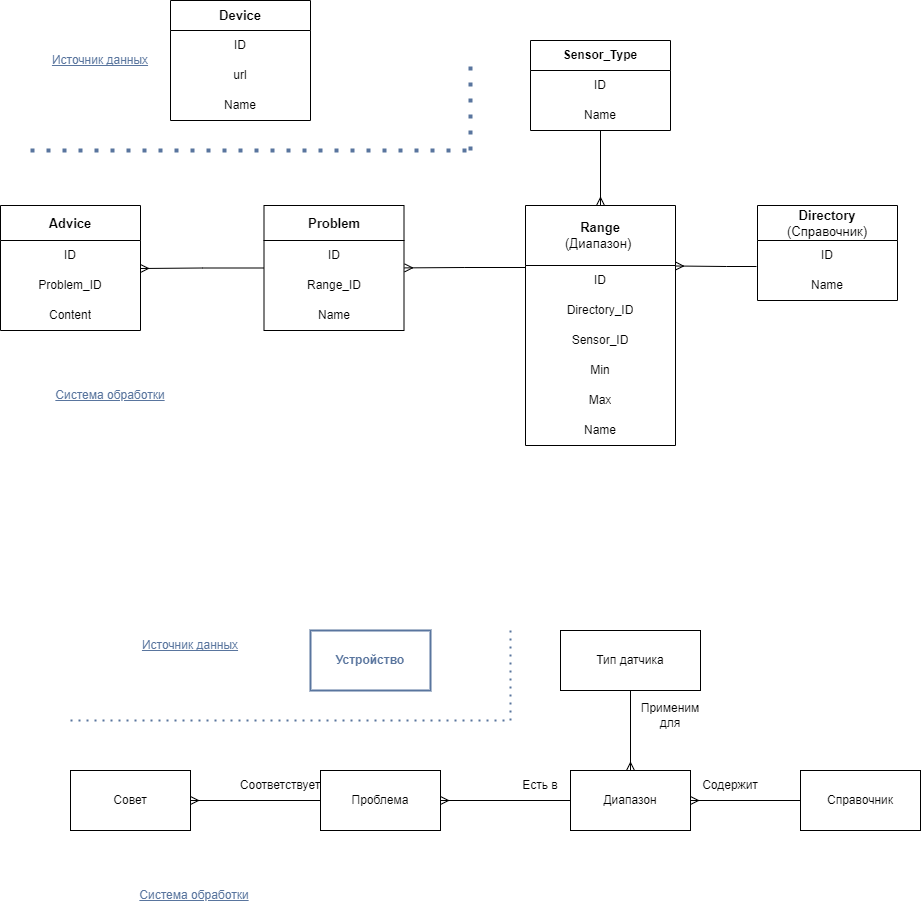 Device
ID
url
Name
Источник данных
Sensor_Type
ID
Name
Advice
ID
Problem_ID
Content
Problem
ID
Range_ID
Name
Range
(Диапазон)
ID
Directory_ID
Sensor_ID
Min
Max
Name
Directory
(Справочник)
ID
Name
Система обработки
Источник данных
Устройство
Тип датчика
Применим
для
Совет
Соответствует
Проблема
Есть в
Диапазон
Содержит
Справочник
Система обработки